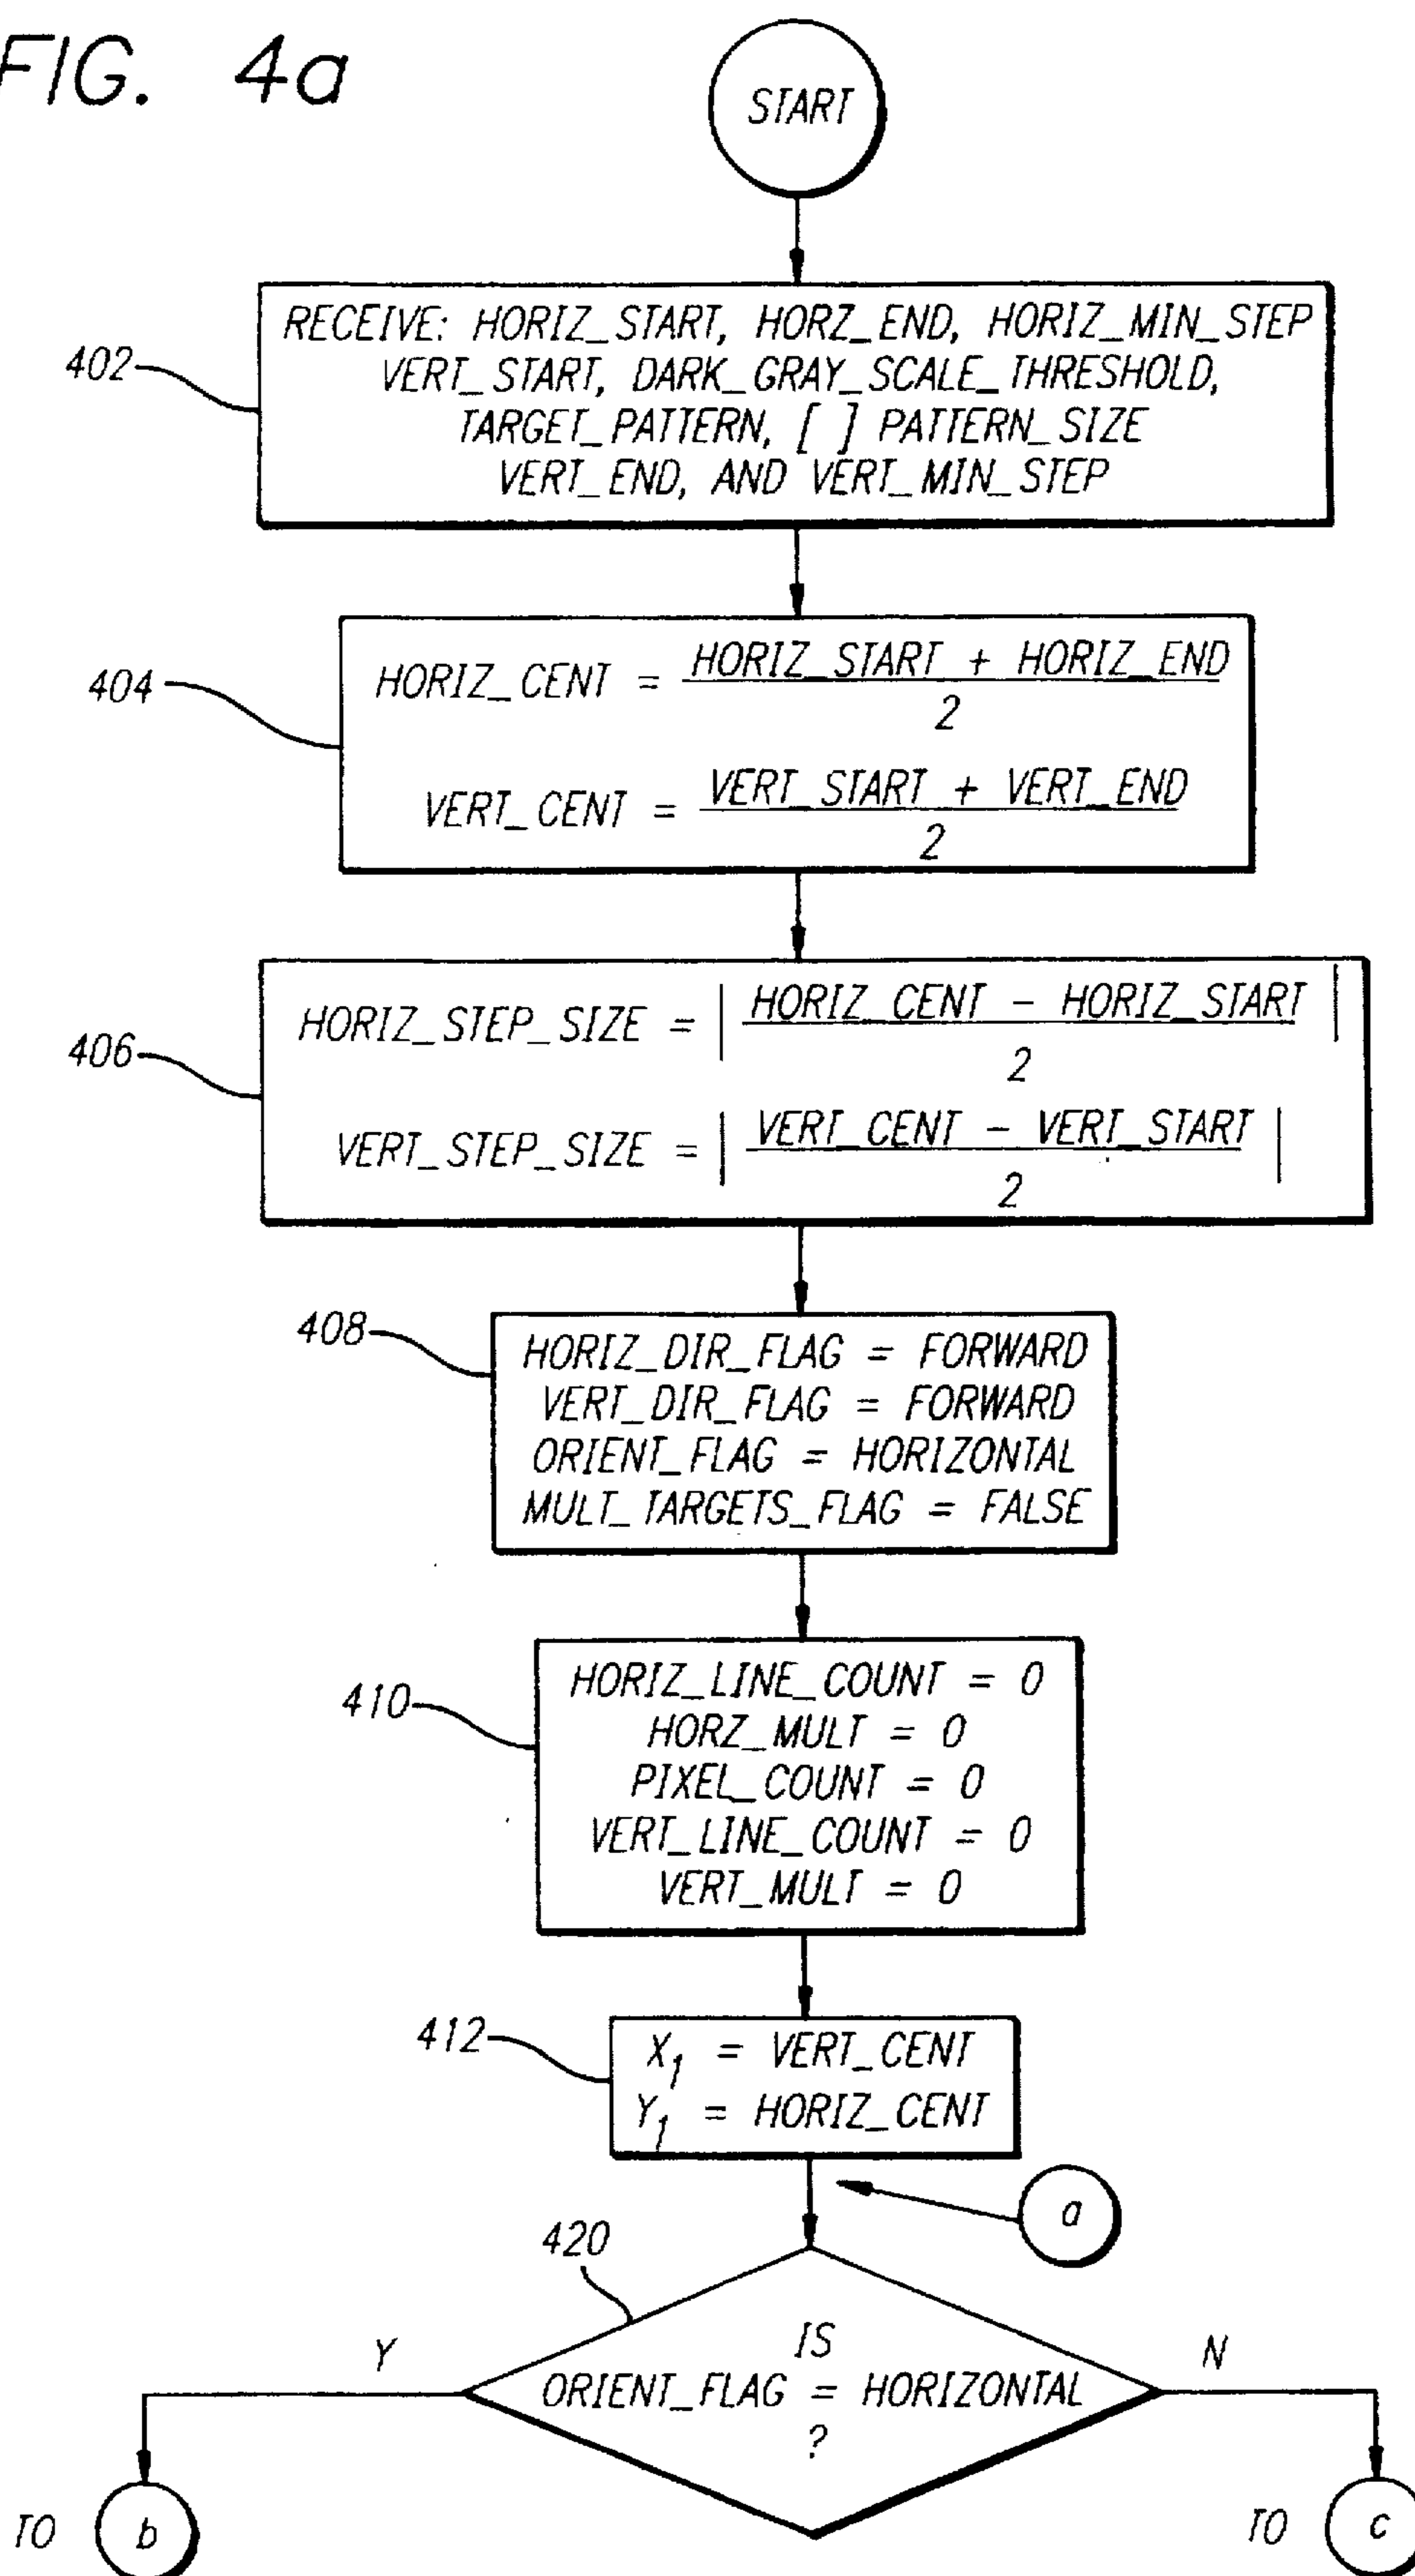 FIG. 4a
START
402
RECEIVE: HORIZ_START, HORZ_END, HORIZ_MIN_STEP
VERT_START, DARK_GRAY_SCALE_THRESHOLD,
TARGET_PATTERN, [ ] PATTERN_SIZE
VERT_END, AND VERT_MIN_STEP
404
HORIZ_CENT = HORIZ_START + HORIZ_END
2
VERT_CENT = VERT_START + VERT_END
2
406
HORIZ_STEP_SIZE = | HORIZ_CENT - HORIZ_START |
2
VERT_STEP_SIZE = | VERT_CENT - VERT_START |
2
408
HORIZ_DIR_FLAG = FORWARD
VERT_DIR_FLAG = FORWARD
ORIENT_FLAG = HORIZONTAL
MULT_TARGETS_FLAG = FALSE
410
HORIZ_LINE_COUNT = 0
HORZ_MULT = 0
PIXEL_COUNT = 0
VERT_LINE_COUNT = 0
VERT_MULT = 0
412
X1 = VERT_CENT
Y1 = HORIZ_CENT
a
420
IS
ORIENT_FLAG = HORIZONTAL
?
Y
N
TO b
TO c